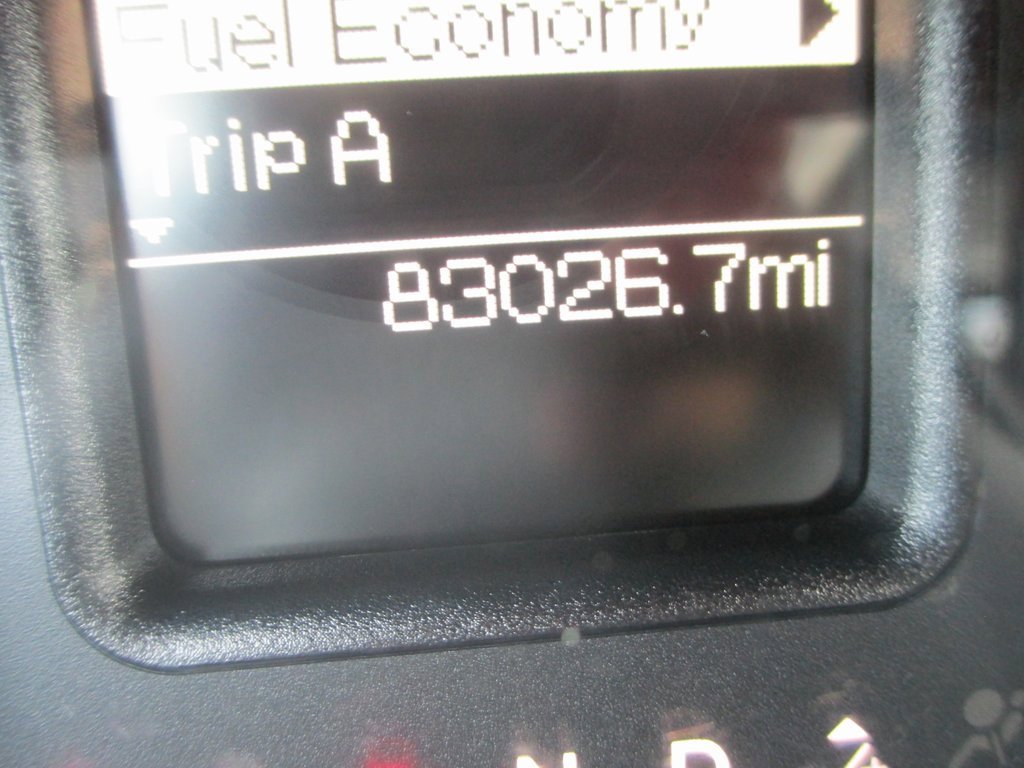 Fuel Economy
Trip A
83026.7mi
N D